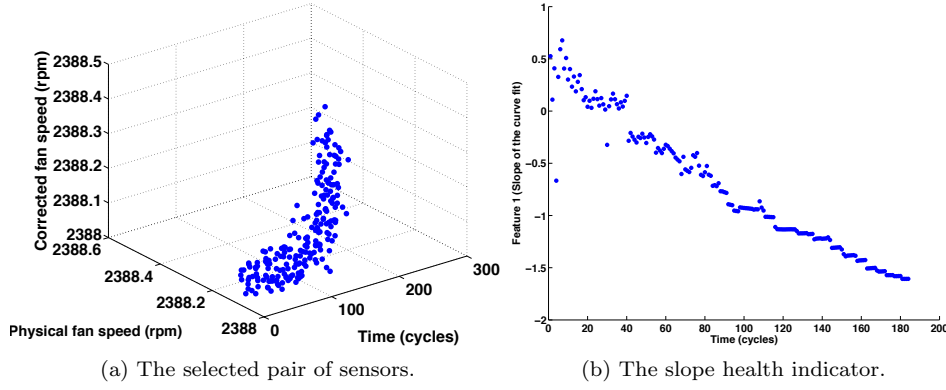 2388.5
2388.4
2388.3
2388.2
2388.1
2388
2388.6
2388.4
2388.2
2388
0
100
200
300
Corrected fan speed (rpm)
Physical fan speed (rpm)
Time (cycles)
(a) The selected pair of sensors.
1
0.5
0
−0.5
−1
−1.5
−2
0 20 40 60 80 100 120 140 160 180 200
Feature 1 (Slope of the curve fit)
Time (cycles)
(b) The slope health indicator.